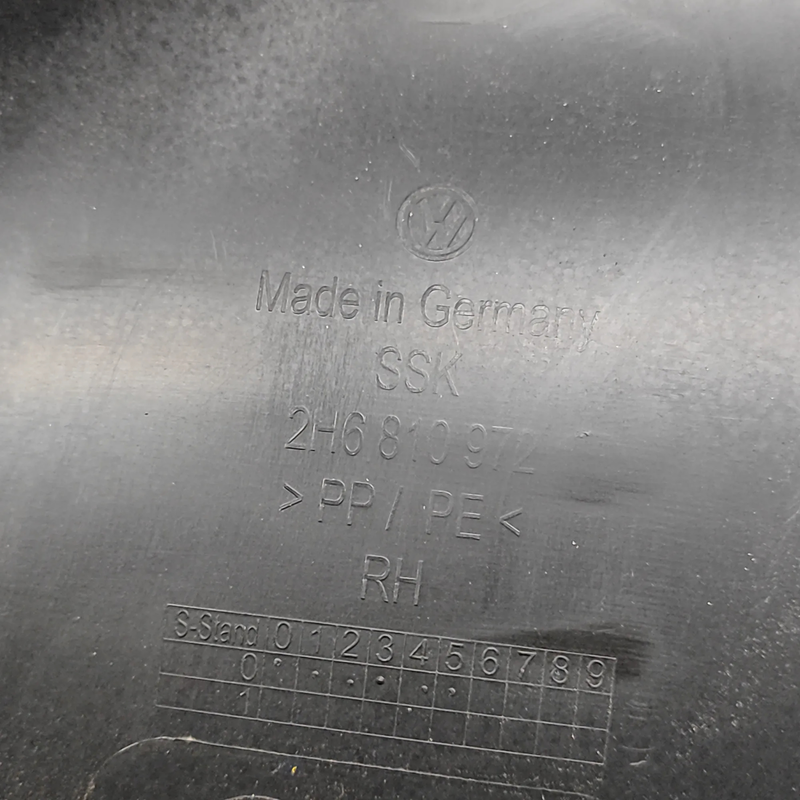 Made in Germany
SSK
2H6 810 972
> PP / PE <
RH
S-Stand 0 1 2 3 4 5 6 7 8 9
0
1